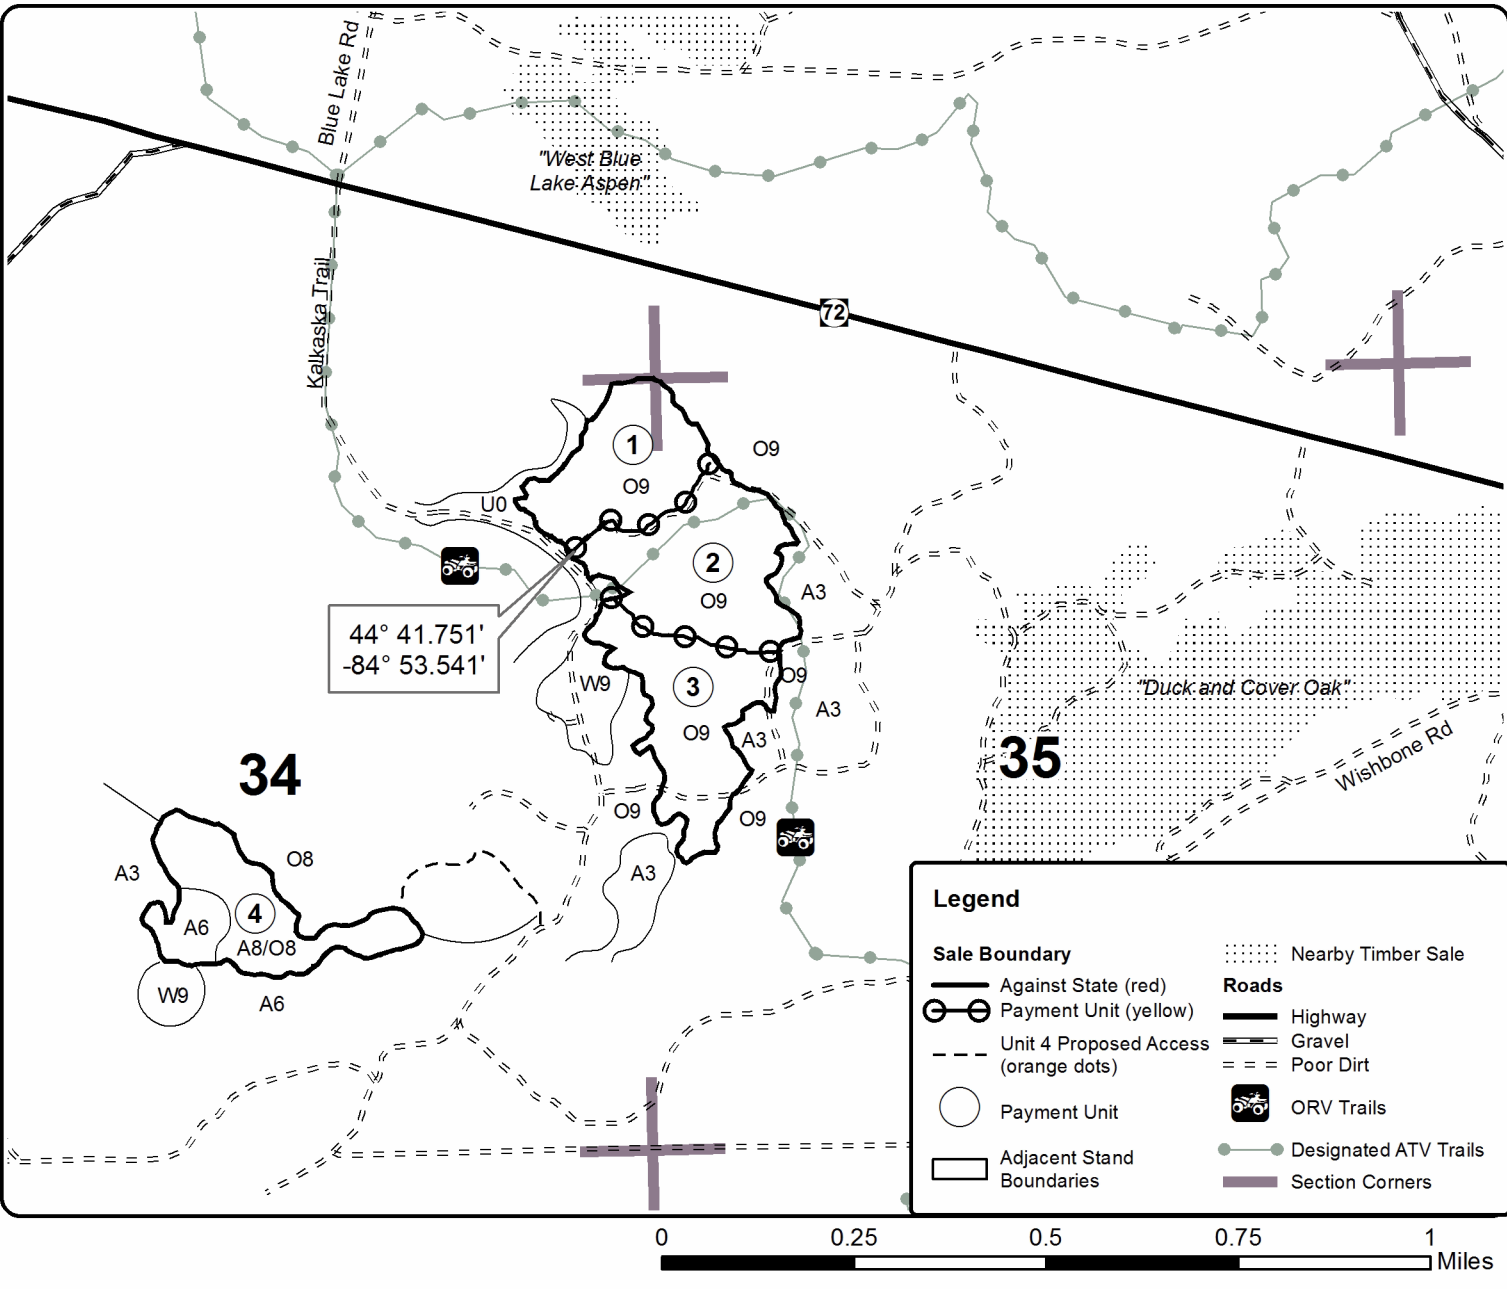 Blue Lake Rd
"West Blue
Lake Aspen"
Kalkaska Trail
72
1
O9
O9
U0
2
O9
A3
44° 41.751'
-84° 53.541'
W9
3
O9
O9
A3
A3
"Duck and Cover Oak"
34
35
Wishbone Rd
O9
O9
A3
O8
A3
4
A6
A8/O8
W9
A6
Legend
Sale Boundary
Against State (red)
Payment Unit (yellow)
Unit 4 Proposed Access
(orange dots)
Payment Unit
Adjacent Stand
Boundaries
Nearby Timber Sale
Roads
Highway
Gravel
Poor Dirt
ORV Trails
Designated ATV Trails
Section Corners
0 0.25 0.5 0.75 1
Miles